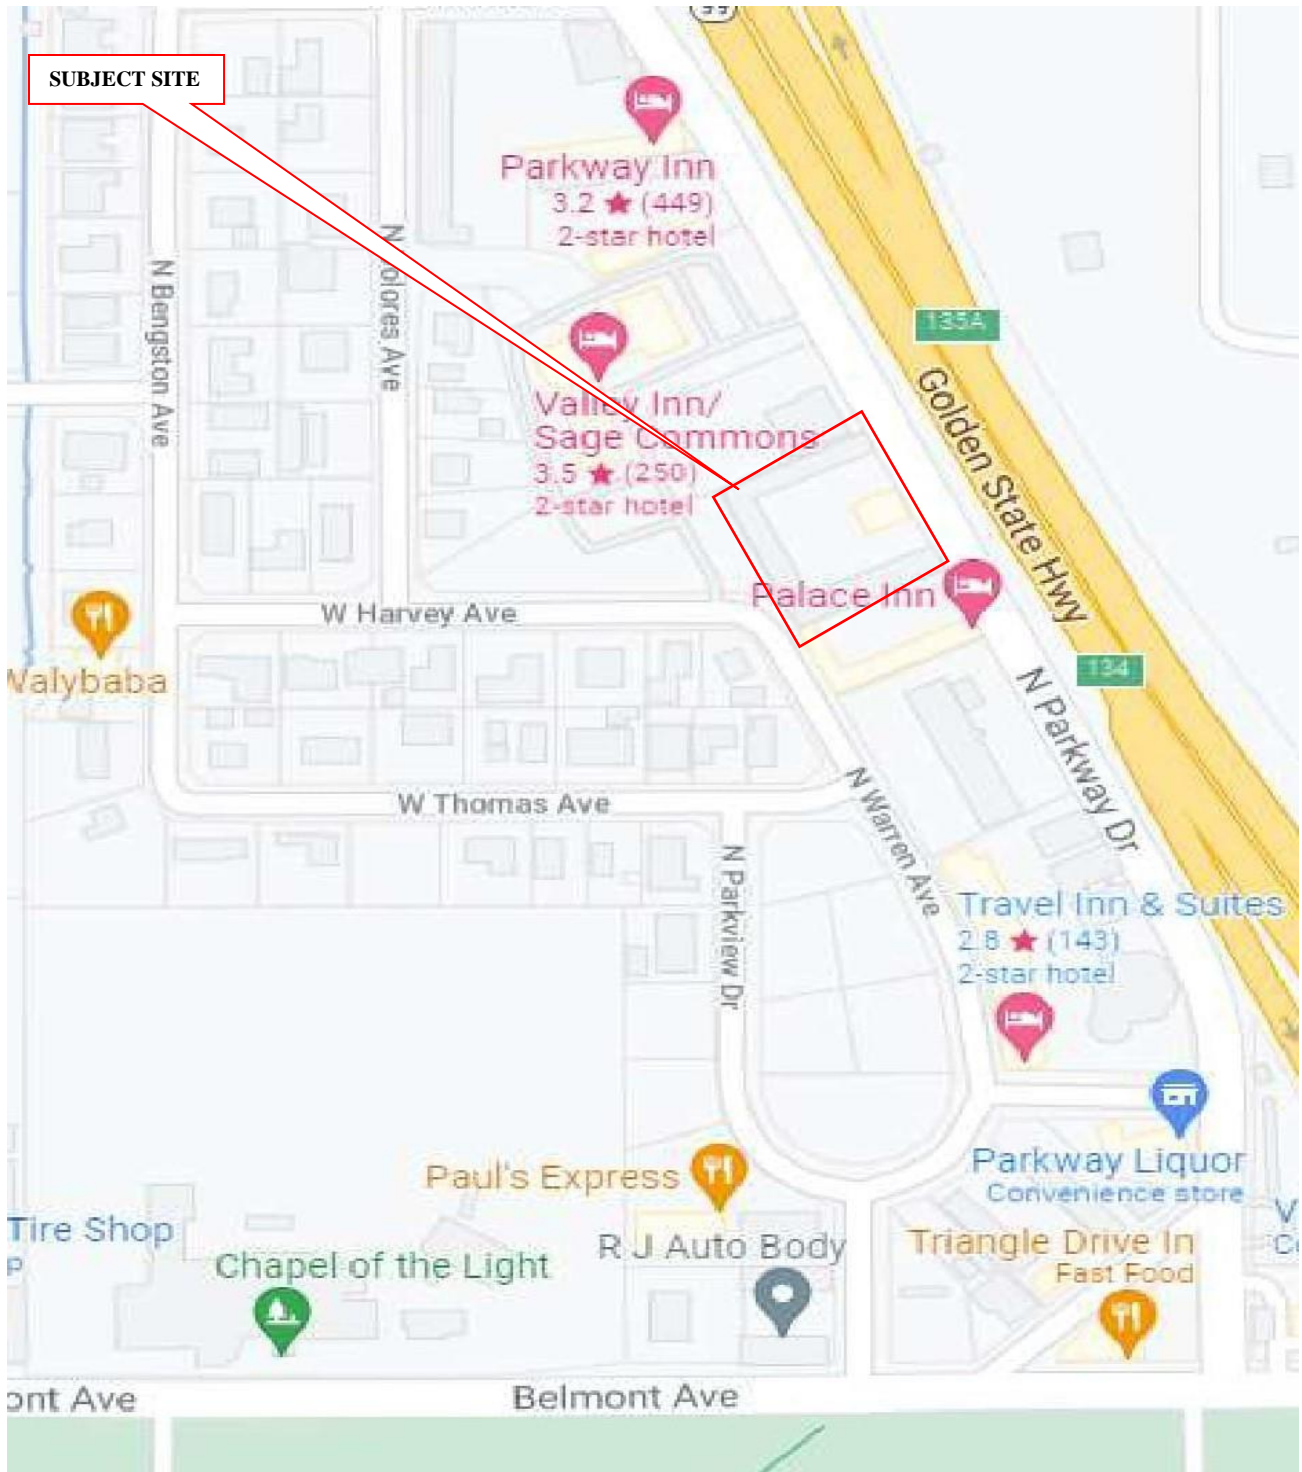 99
SUBJECT SITE
Parkway Inn
3.2 ★ (449)
2-star hotel
N Bengston Ave
135A
Valley Inn/
Sage Commons
3.5 ★ (250)
2-star hotel
Golden State Hwy
Palace Inn
W Harvey Ave
134
Walybaba
N Parkway Dr
W Thomas Ave
N Warren Ave
N Parkview Dr
Travel Inn & Suites
2.8 ★ (143)
2-star hotel
Parkway Liquor
Convenience store
Paul's Express
Tire Shop
R J Auto Body
Triangle Drive In
Fast Food
Chapel of the Light
ont Ave
Belmont Ave